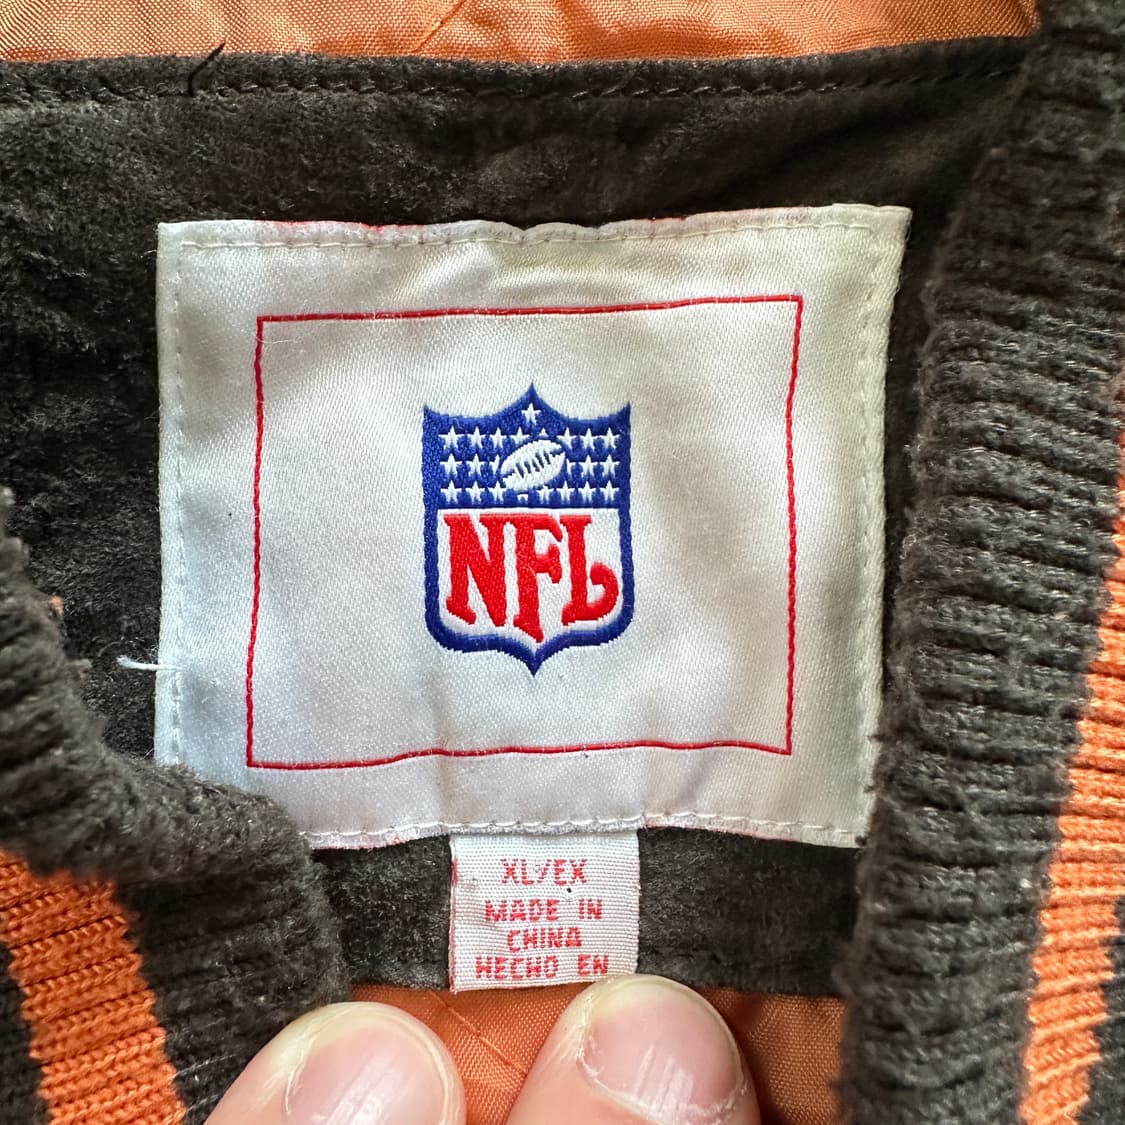 NFL
XL/EX
MADE IN
CHINA
HECHO EN